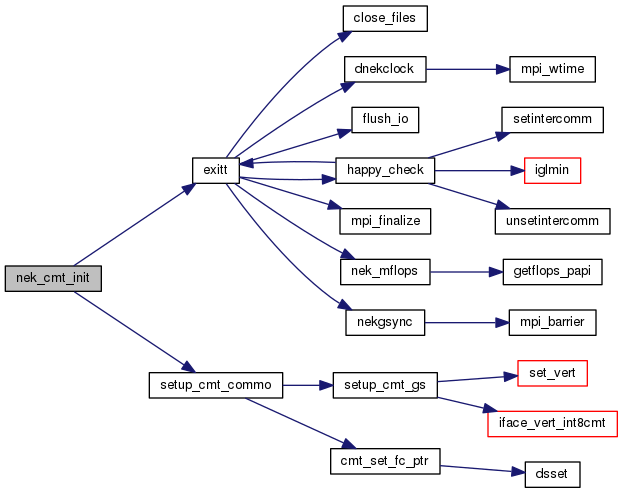 close_files
dnekclock
mpi_wtime
flush_io
setintercomm
exitt
happy_check
iglmin
mpi_finalize
unsetintercomm
nek_cmt_init
nek_mflops
getflops_papi
nekgsync
mpi_barrier
setup_cmt_commo
setup_cmt_gs
set_vert
iface_vert_int8cmt
cmt_set_fc_ptr
dsset